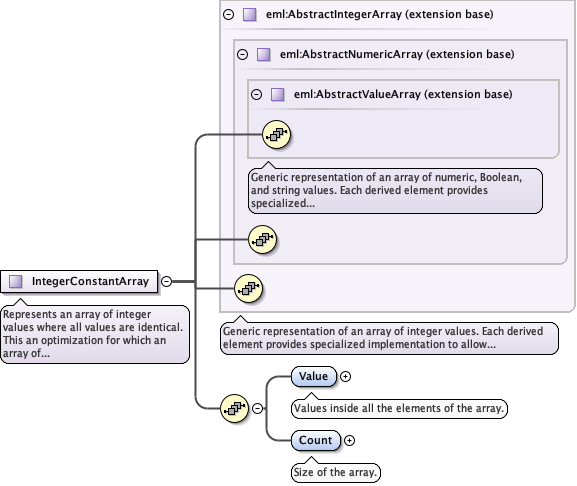 eml:AbstractIntegerArray (extension base)
eml:AbstractNumericArray (extension base)
eml:AbstractValueArray (extension base)
Generic representation of an array of numeric, Boolean,
and string values. Each derived element provides
specialized...
IntegerConstantArray
Represents an array of integer
values where all values are identical.
This an optimization for which an
array of...
Generic representation of an array of integer values. Each derived
element provides specialized implementation to allow...
Value
Values inside all the elements of the array.
Count
Size of the array.